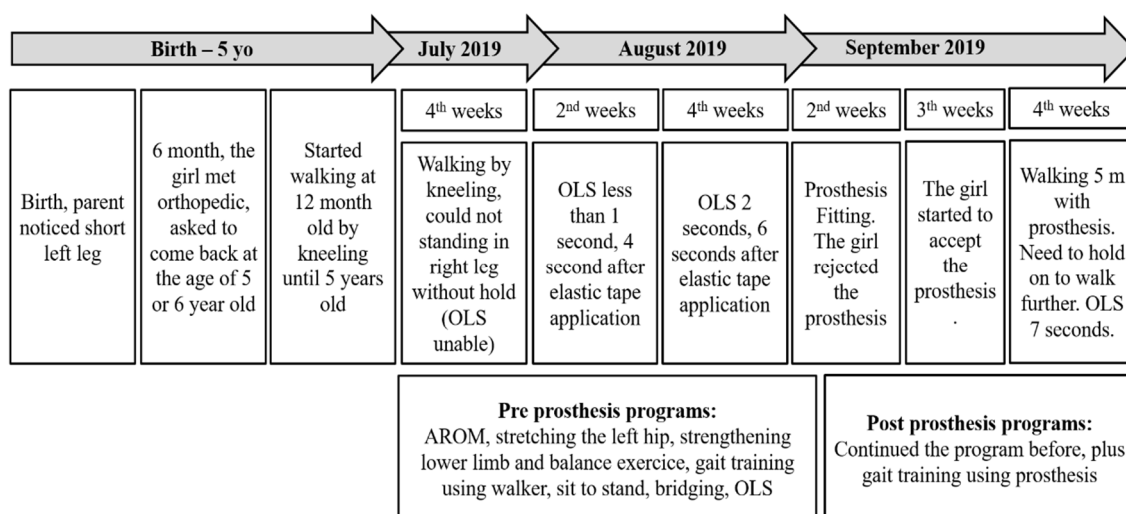 Birth – 5 yo
July 2019
August 2019
September 2019
Birth, parent
noticed short
left leg
6 month, the
girl met
orthopedic,
asked to
come back at
the age of 5
or 6 year old
Started
walking at
12 month
old by
kneeling
until 5 years
old
4th weeks
Walking by
kneeling,
could not
standing in
right leg
without hold
(OLS
unable)
2nd weeks
OLS less
than 1
second, 4
second after
elastic tape
application
4th weeks
OLS 2
seconds, 6
seconds after
elastic tape
application
2nd weeks
Prosthesis
Fitting.
The girl
rejected
the
prosthesis
3th weeks
The girl
started to
accept
the
prosthesis
.
4th weeks
Walking 5 m
with
prosthesis.
Need to hold
on to walk
further. OLS
7 seconds.
Pre prosthesis programs:
AROM, stretching the left hip, strengthening
lower limb and balance exercice, gait training
using walker, sit to stand, bridging, OLS
Post prosthesis programs:
Continued the program before, plus
gait training using prosthesis